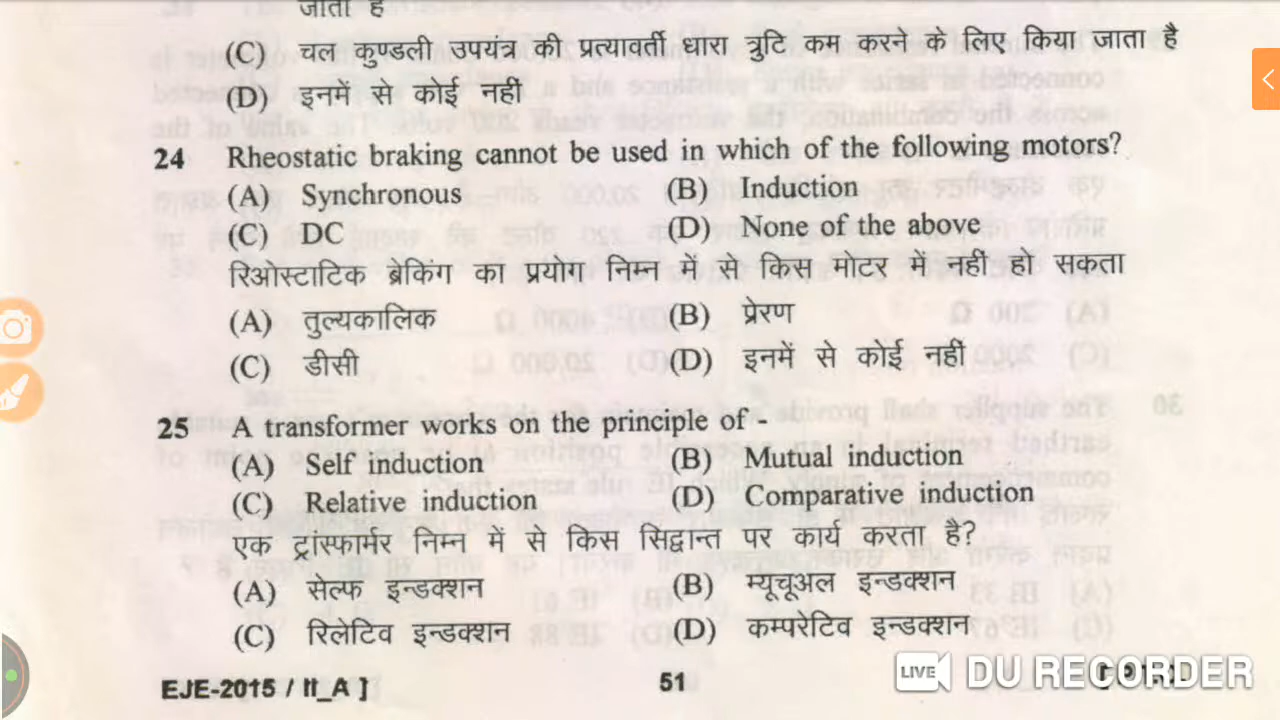 जाता है
(C) चल कुण्डली उपयंत्र की प्रत्यावर्ती धारा त्रुटि कम करने के लिए किया जाता है
(D) इनमें से कोई नहीं
24 Rheostatic braking cannot be used in which of the following motors?
(A) Synchronous (B) Induction
(C) DC (D) None of the above
रिओस्टाटिक ब्रेकिंग का प्रयोग निम्न में से किस मोटर में नहीं हो सकता
(A) तुल्यकालिक (B) प्रेरण
(C) डीसी (D) इनमें से कोई नहीं
25 A transformer works on the principle of -
(A) Self induction (B) Mutual induction
(C) Relative induction (D) Comparative induction
एक ट्रांस्फार्मर निम्न में से किस सिद्वान्त पर कार्य करता है?
(A) सेल्फ इन्डक्शन (B) म्यूचूअल इन्डक्शन
(C) रिलेटिव इन्डक्शन (D) कम्परेटिव इन्डक्शन
EJE-2015 / II_A ] 51
LIVE DU RECORDER